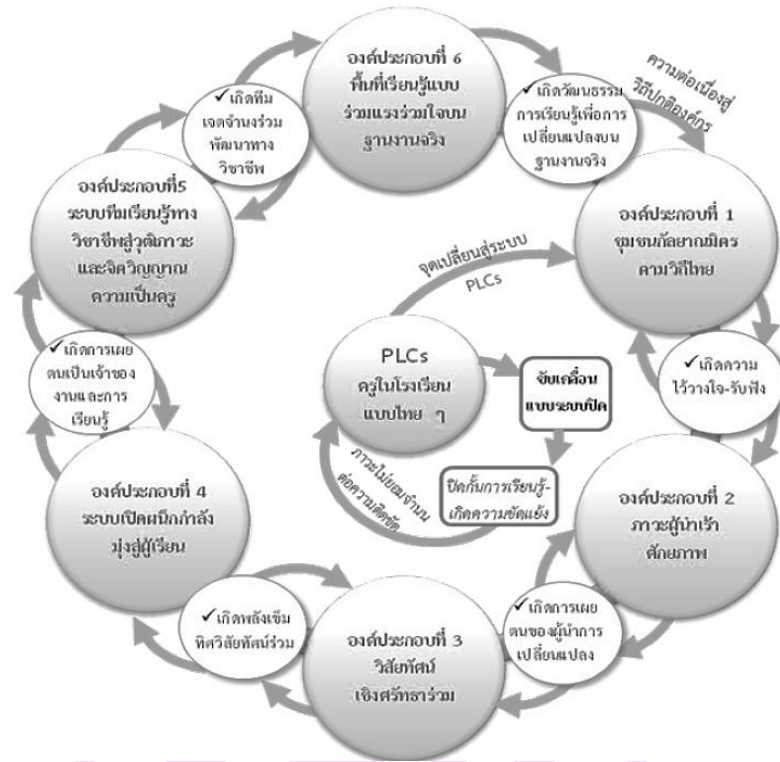 องค์ประกอบที่ 6
พื้นที่เรียนรู้แบบ
ร่วมแรงร่วมใจบน
ฐานงานจริง
✓เกิดวัฒนธรรม
การเรียนรู้เพื่อการ
เปลี่ยนแปลงบน
ฐานงานจริง
ความต่อเนื่องสู่
วิถีปกติองค์กร
องค์ประกอบที่ 1
ชุมชนกัลยาณมิตร
ตามวิถีไทย
✓เกิดความ
ไว้วางใจ-รับฟัง
องค์ประกอบที่ 2
ภาวะผู้นำเร้า
ศักยภาพ
✓เกิดการเผย
ตนของผู้นำการ
เปลี่ยนแปลง
องค์ประกอบที่ 3
วิสัยทัศน์
เชิงศรัทธาร่วม
✓เกิดพลังเข็ม
ทิศวิสัยทัศน์ร่วม
องค์ประกอบที่ 4
ระบบเปิดผนึกกำลัง
มุ่งสู่ผู้เรียน
✓เกิดการเผย
ตนเป็นเจ้าของ
งานและการ
เรียนรู้
องค์ประกอบที่5
ระบบทีมเรียนรู้ทาง
วิชาชีพสู่วุฒิภาวะ
และจิตวิญญาณ
ความเป็นครู
✓เกิดทีม
เจตจำนงร่วม
พัฒนาทาง
วิชาชีพ
จุดเปลี่ยนสู่ระบบ
PLCs
PLCs
ครูในโรงเรียน
แบบไทย ๆ
ขับเคลื่อน
แบบระบบปิด
ปิดกั้นการเรียนรู้-
เกิดความขัดแย้ง
ภาวะไม่ยอมจำนน
ต่อความติดขัด